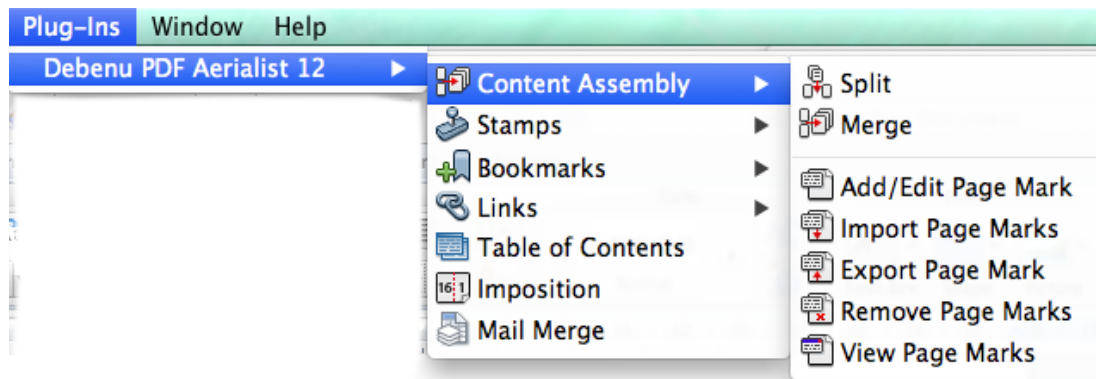 Plug-Ins Window Help
Debenu PDF Aerialist 12
Content Assembly
Stamps
Bookmarks
Links
Table of Contents
Imposition
Mail Merge
Split
Merge
Add/Edit Page Mark
Import Page Marks
Export Page Mark
Remove Page Marks
View Page Marks